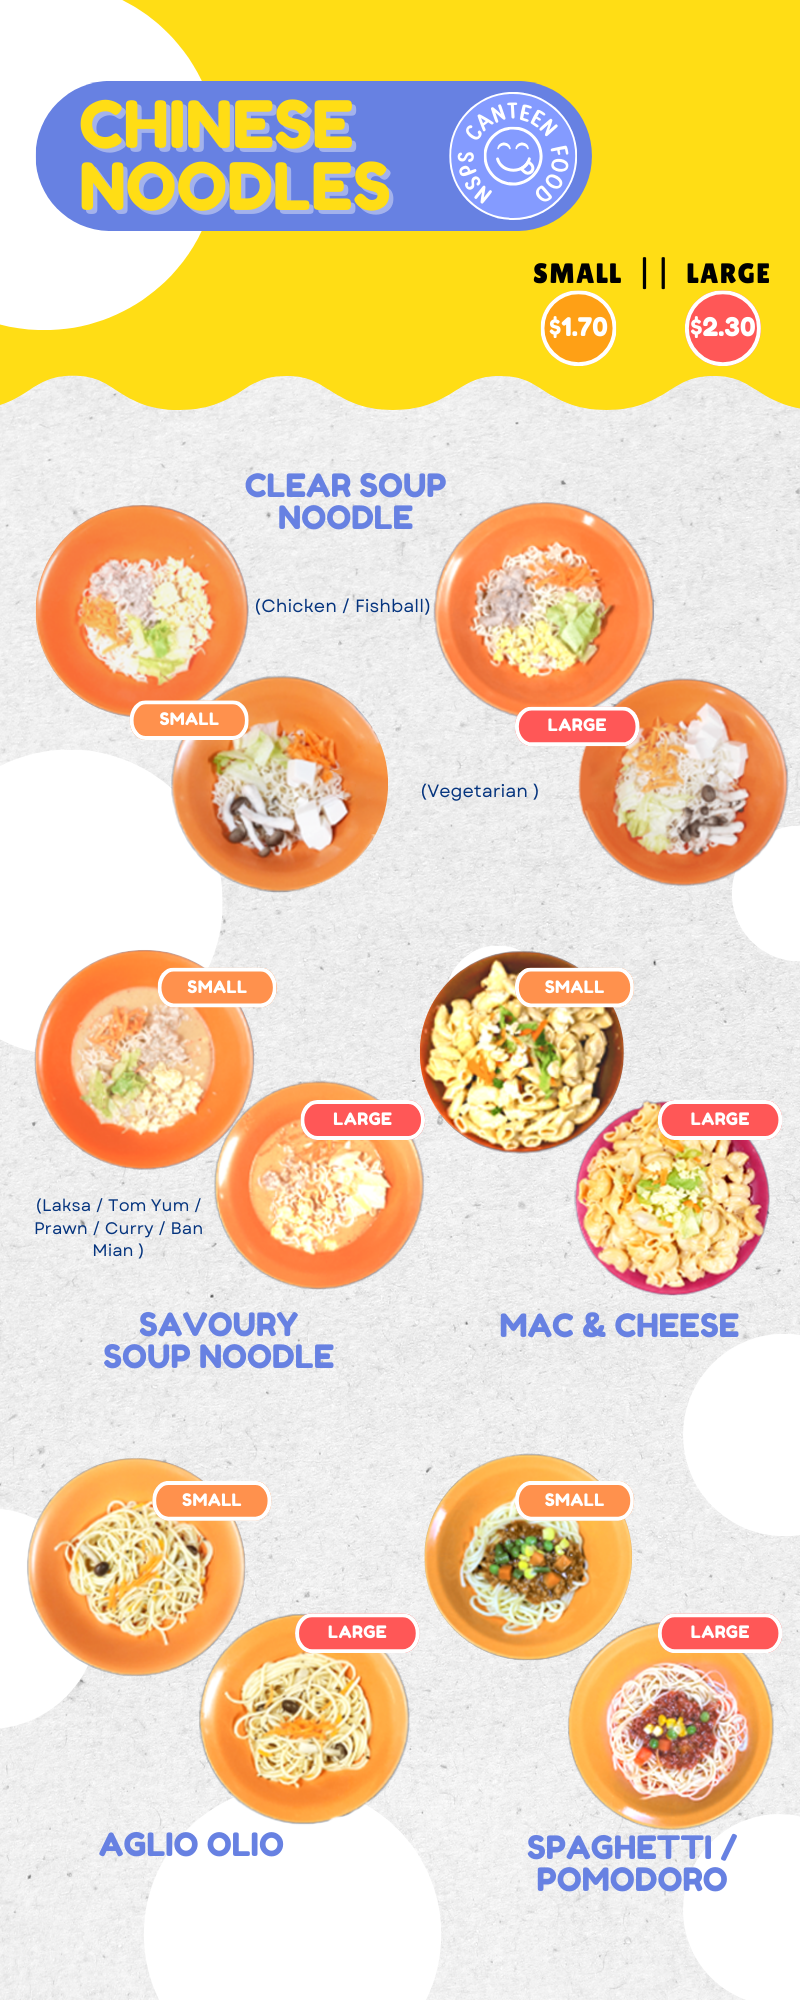 CHINESE
NOODLES
NSPS CANTEEN FOOD
SMALL || LARGE
$1.70 $2.30
CLEAR SOUP
NOODLE
(Chicken / Fishball)
SMALL
LARGE
(Vegetarian )
SMALL
SMALL
LARGE
LARGE
(Laksa / Tom Yum /
Prawn / Curry / Ban
Mian )
SAVOURY
SOUP NOODLE
MAC & CHEESE
SMALL
SMALL
LARGE
LARGE
AGLIO OLIO
SPAGHETTI /
POMODORO